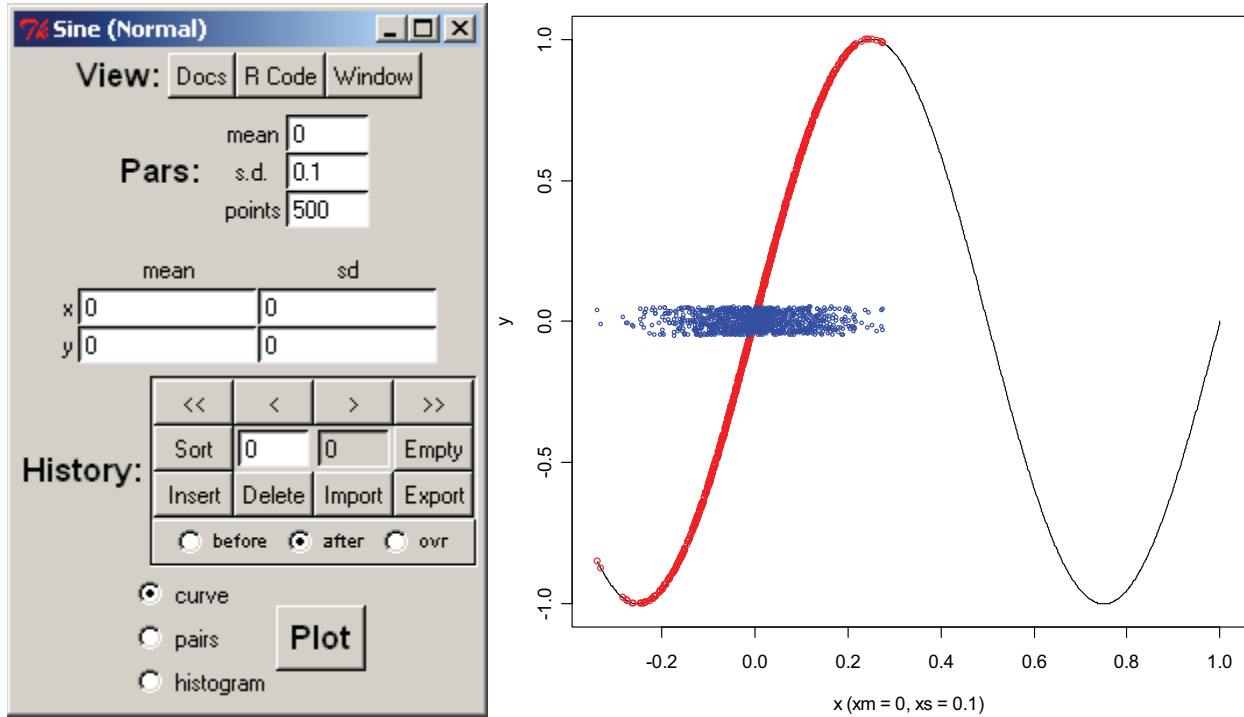 Sine (Normal)
View: Docs R Code Window
mean 0
Pars: s.d. 0.1
points 500
mean sd
x 0 0
y 0 0
<< < > >>
Sort 0 0 Empty
History:
Insert Delete Import Export
before after ovr
curve
pairs
histogram
Plot
1.0
0.5
0.0
-0.5
-1.0
y
-0.2 0.0 0.2 0.4 0.6 0.8 1.0
x (xm = 0, xs = 0.1)